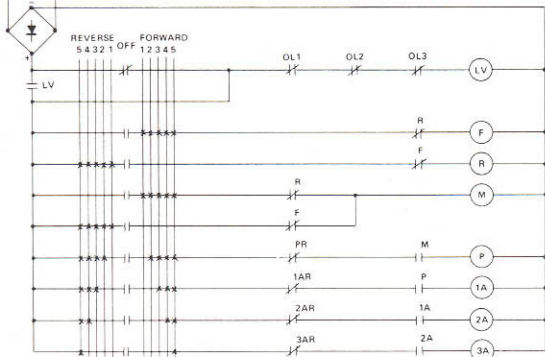 REVERSE OFF FORWARD
5 4 3 2 1 1 2 3 4 5
OL1 OL2 OL3
LV
LV
R
F
F
R
R
M
F
PR M
P
1AR P
1A
2AR 1A
2A
3AR 2A
3A